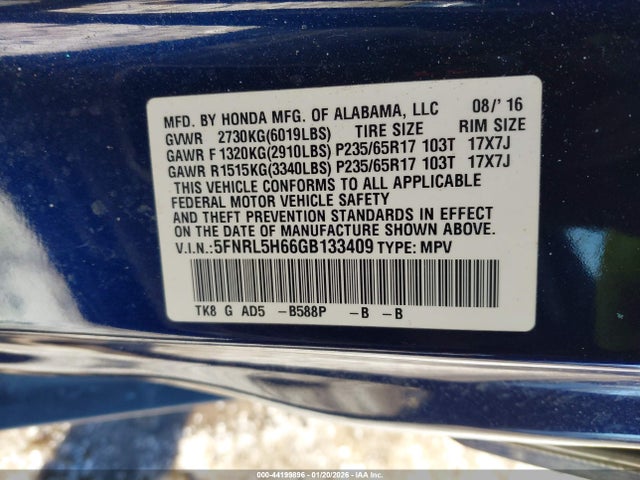 MFD. BY HONDA MFG. OF ALABAMA, LLC 08/' 16
GVWR 2730KG(6019LBS) TIRE SIZE RIM SIZE
GAWR F 1320KG(2910LBS) P235/65R17 103T 17X7J
GAWR R 1515KG(3340LBS) P235/65R17 103T 17X7J
THIS VEHICLE CONFORMS TO ALL APPLICABLE
FEDERAL MOTOR VEHICLE SAFETY
AND THEFT PREVENTION STANDARDS IN EFFECT ON
THE DATE OF MANUFACTURE SHOWN ABOVE.
V.I.N.: 5FNRL5H66GB133409 TYPE: MPV
TK8 G AD5 -B588P -B -B
000-44199896 - 01/20/2026 - IAA Inc.